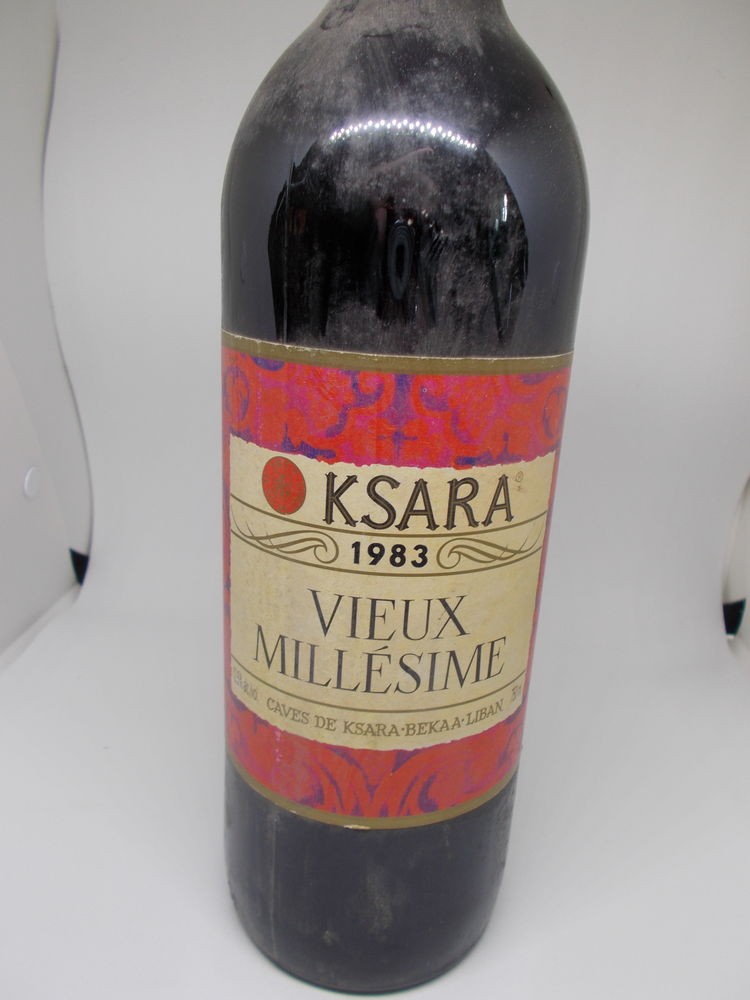 KSARA®
1983
VIEUX
MILLÉSIME
CAVES DE KSARA·BEKAA·LIBAN